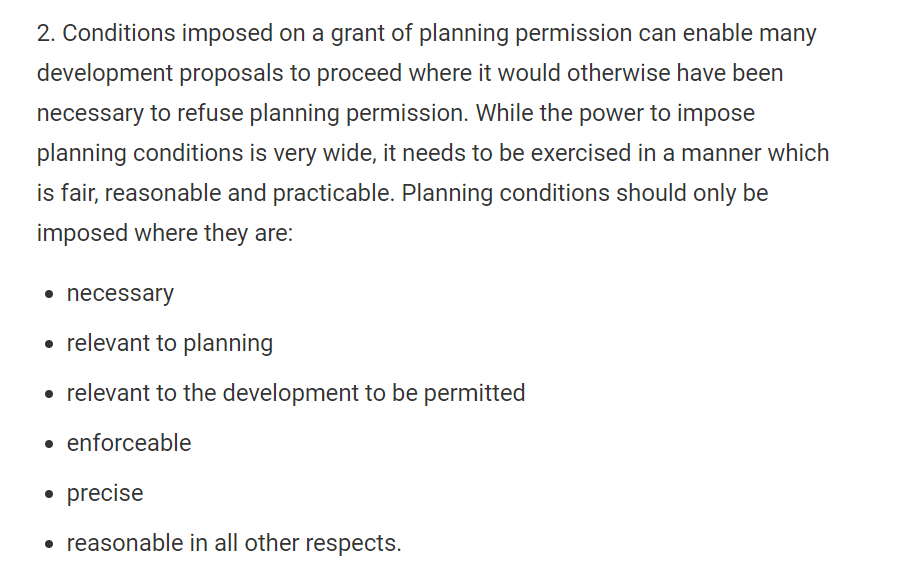 2. Conditions imposed on a grant of planning permission can enable many
development proposals to proceed where it would otherwise have been
necessary to refuse planning permission. While the power to impose
planning conditions is very wide, it needs to be exercised in a manner which
is fair, reasonable and practicable. Planning conditions should only be
imposed where they are:
• necessary
• relevant to planning
• relevant to the development to be permitted
• enforceable
• precise
• reasonable in all other respects.